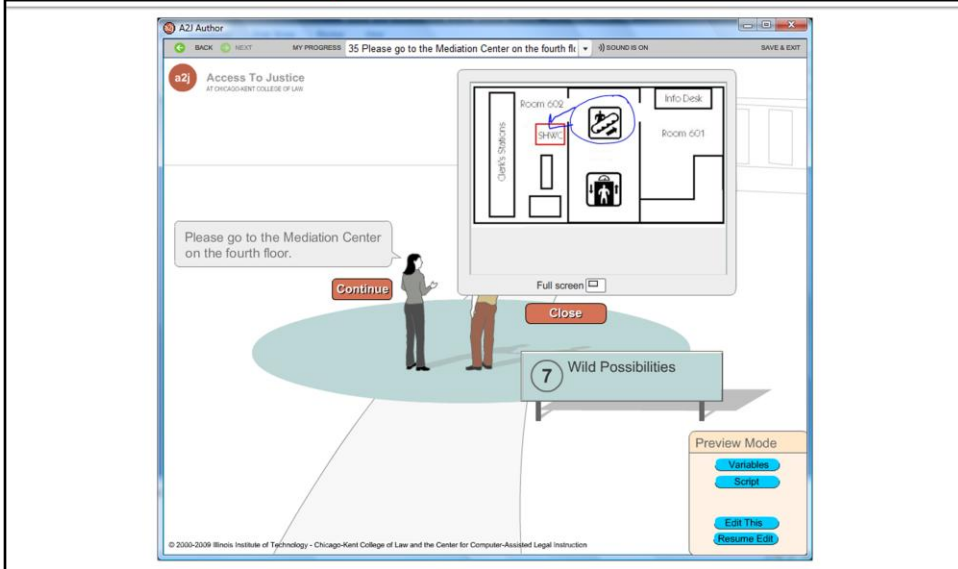 A2J Author
BACK NEXT MY PROGRESS 35 Please go to the Mediation Center on the fourth flo SOUND IS ON SAVE & EXIT
a2j
Access To Justice
AT CHICAGO-KENT COLLEGE OF LAW
Room 602
Info Desk
SHWC
Room 601
Clerk's Stations
Please go to the Mediation Center
on the fourth floor.
Full screen
Continue
Close
7 Wild Possibilities
Preview Mode
Variables
Script
Edit This
Resume Edit
© 2000-2009 Illinois Institute of Technology - Chicago-Kent College of Law and the Center for Computer-Assisted Legal Instruction